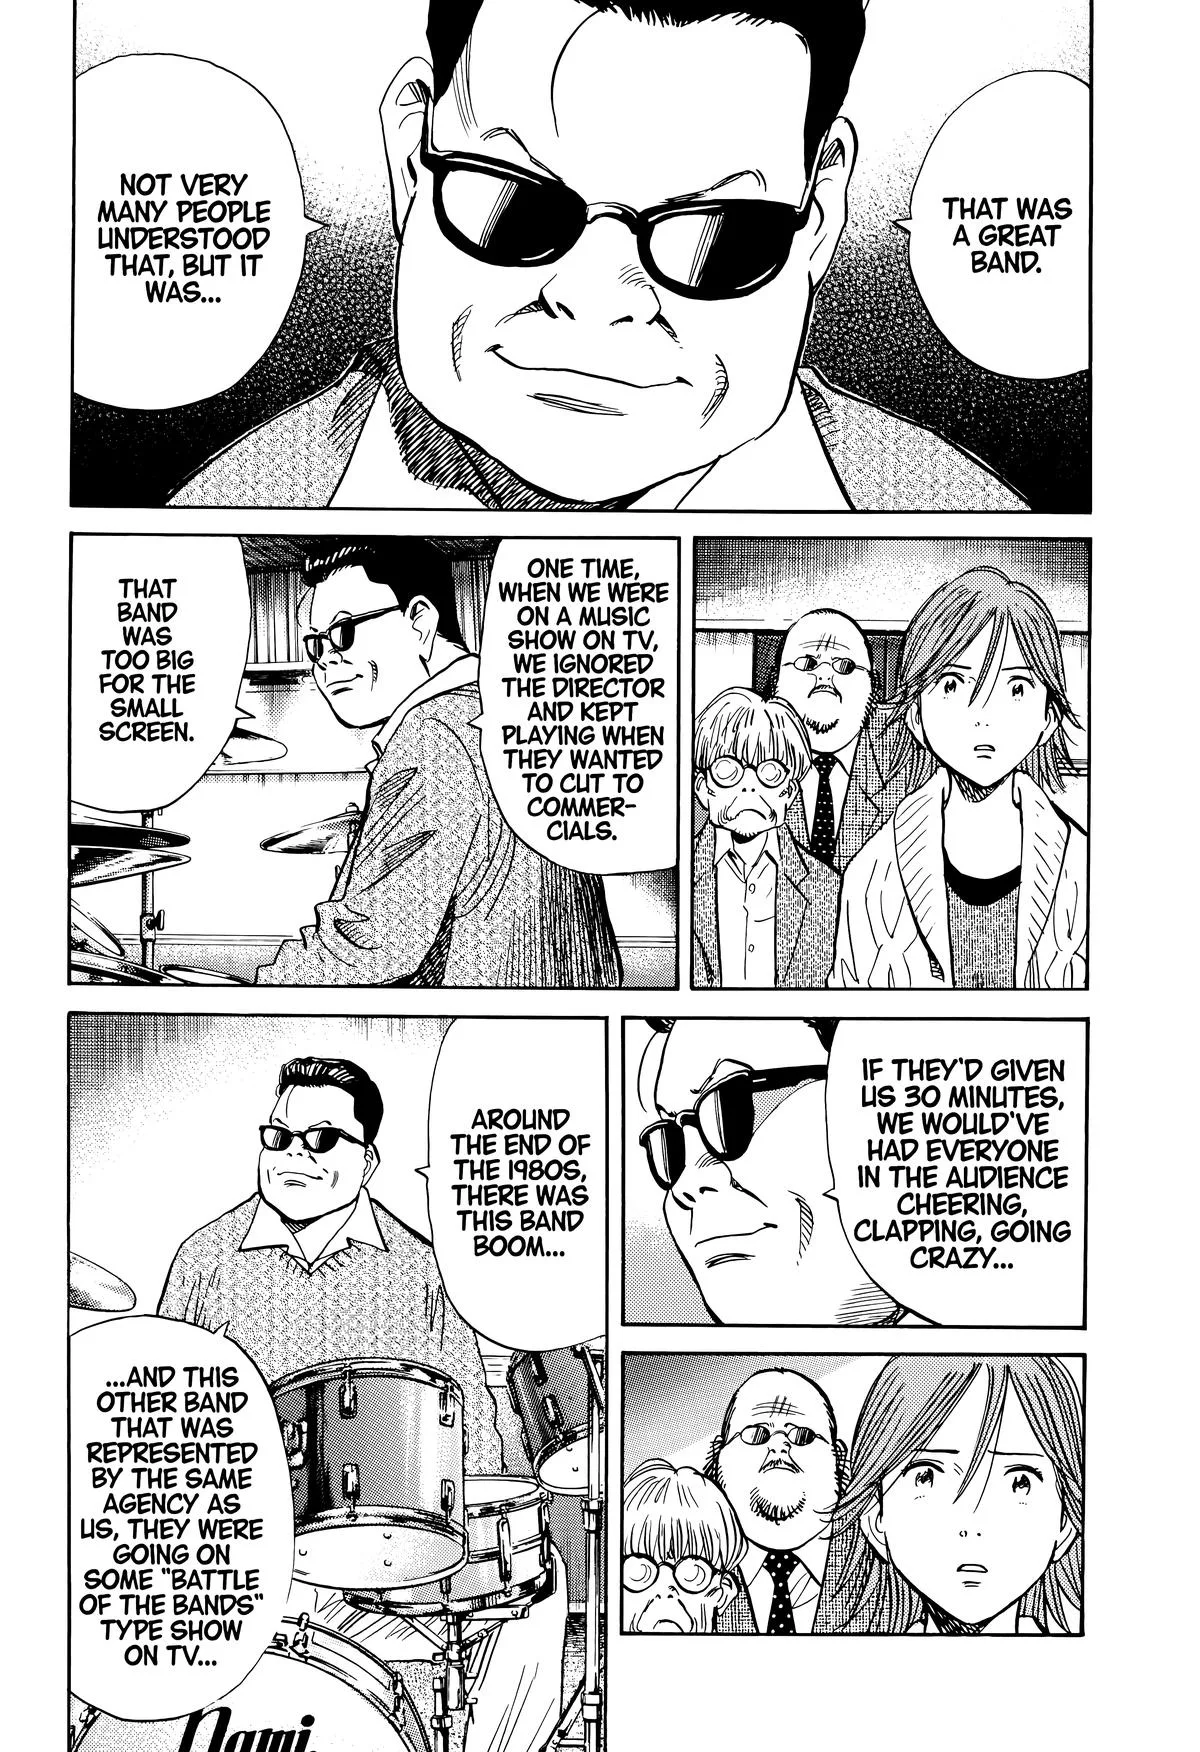 THAT WAS
A GREAT
BAND.
NOT VERY
MANY PEOPLE
UNDERSTOOD
THAT, BUT IT
WAS...
ONE TIME,
WHEN WE WERE
ON A MUSIC
SHOW ON TV,
WE IGNORED
THE DIRECTOR
AND KEPT
PLAYING WHEN
THEY WANTED
TO CUT TO
COMMER-
CIALS.
THAT
BAND
WAS
TOO BIG
FOR THE
SMALL
SCREEN.
IF THEY'D GIVEN
US 30 MINUTES,
WE WOULD'VE
HAD EVERYONE
IN THE AUDIENCE
CHEERING,
CLAPPING, GOING
CRAZY...
AROUND
THE END OF
THE 1980S,
THERE WAS
THIS BAND
BOOM...
...AND THIS
OTHER BAND
THAT WAS
REPRESENTED
BY THE SAME
AGENCY AS
US, THEY WERE
GOING ON
SOME "BATTLE
OF THE BANDS"
TYPE SHOW
ON TV...
Nami